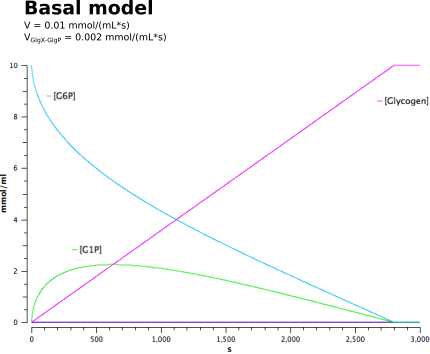 Basal model
V = 0.01 mmol/(mL*s)
VGlgX-GlgP = 0.002 mmol/(mL*s)
10
8
6
4
2
0
mmol/ml
[G6P]
[Glycogen]
[G1P]
0
500
1,000
1,500
2,000
2,500
3,000
s